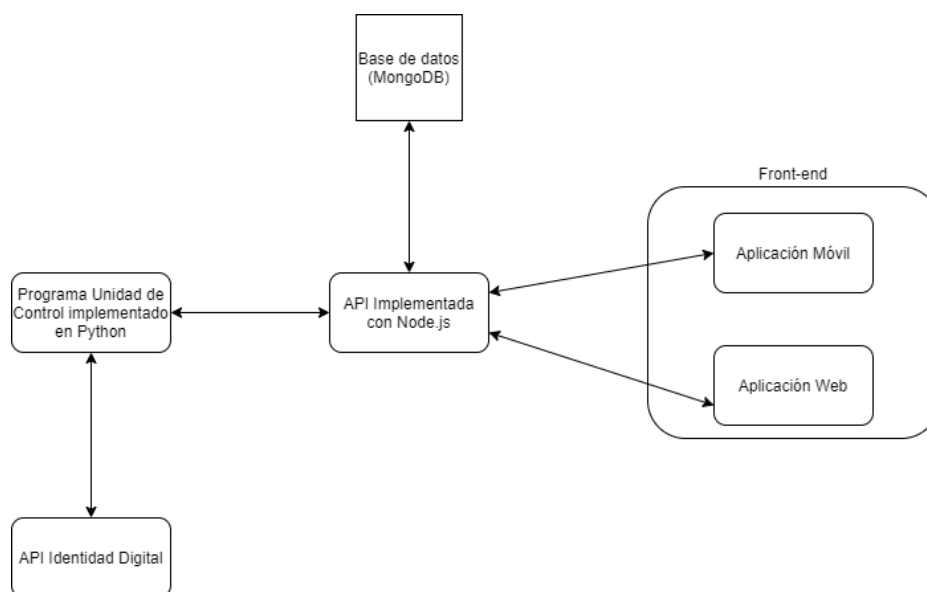 Base de datos
(MongoDB)
Front-end
Aplicación Móvil
Programa Unidad de
Control implementado
en Python
API Implementada
con Node.js
Aplicación Web
API Identidad Digital